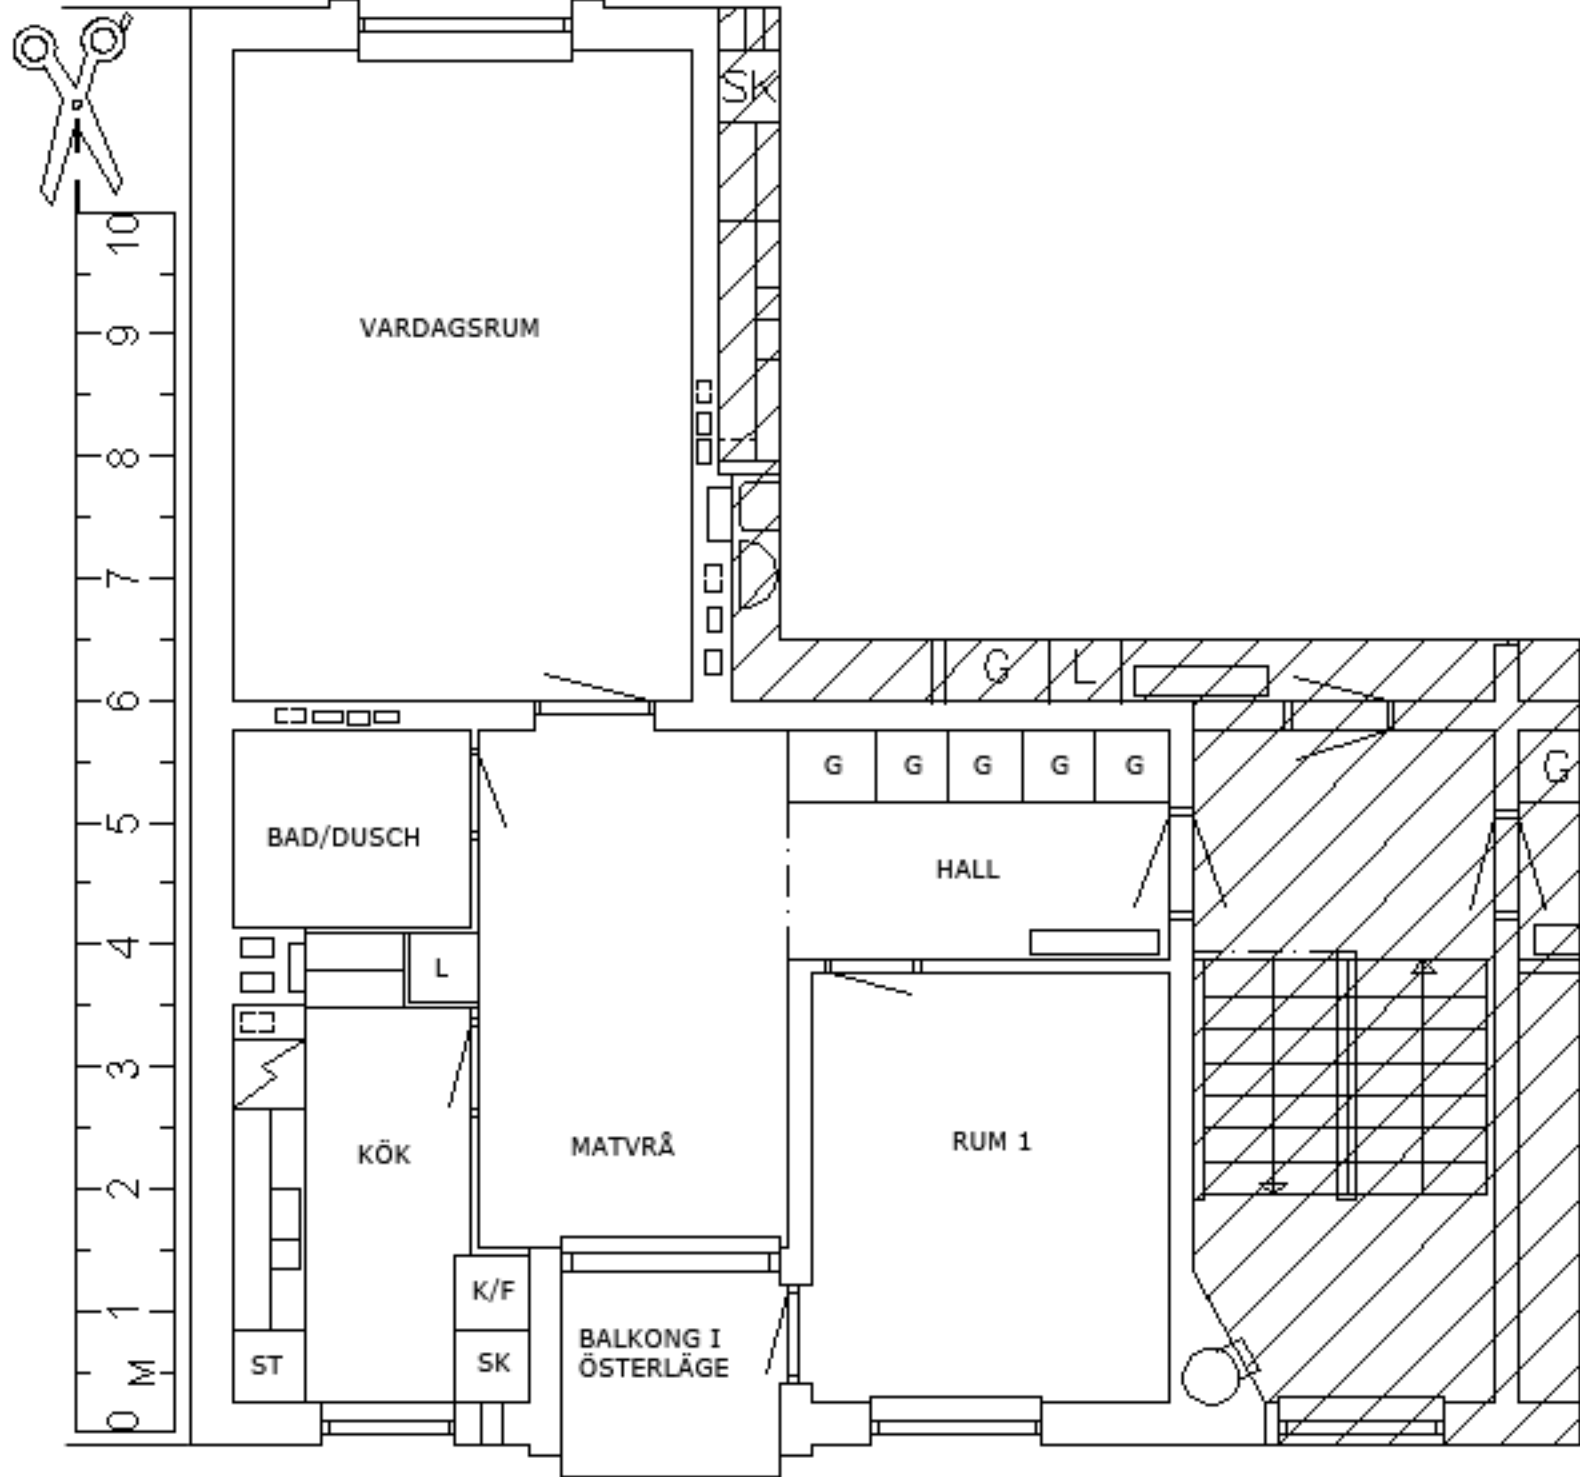 SK
10
VARDAGSRUM
9
8
7
G L
6
G G G G G
G
5
BAD/DUSCH
HALL
4
L
3
KÖK
MATVRÅ
RUM 1
2
K/F
1
BALKONG I
ÖSTERLÄGE
ST
SK
M
0